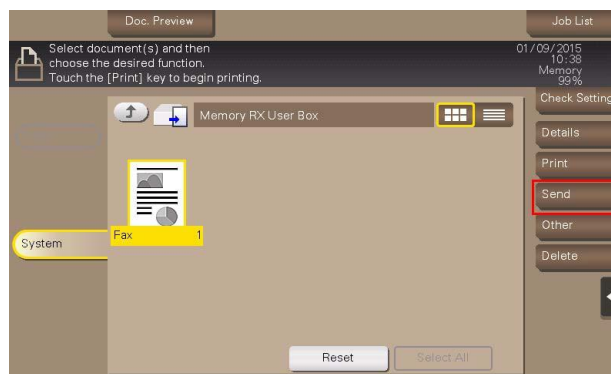 Doc. Preview
Job List
Select document(s) and then
choose the desired function.
Touch the [Print] key to begin printing.
01/09/2015
10:38
Memory
99%
Check Setting
Memory RX User Box
Details
Print
Send
Other
Delete
System
Fax 1
Reset
Select All